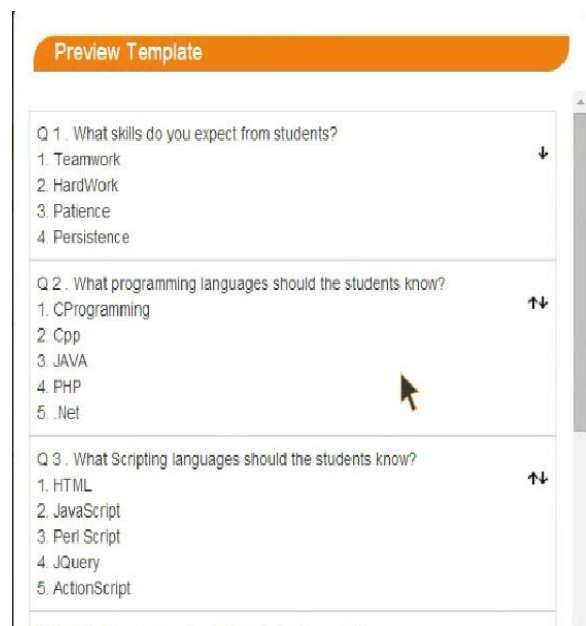 Preview Template
Q 1 . What skills do you expect from students?
1. Teamwork
2. HardWork
3. Patience
4. Persistence
Q 2 . What programming languages should the students know?
1. CProgramming
2. Cpp
3. JAVA
4. PHP
5. .Net
Q 3 . What Scripting languages should the students know?
1. HTML
2. JavaScript
3. Perl Script
4. JQuery
5. ActionScript